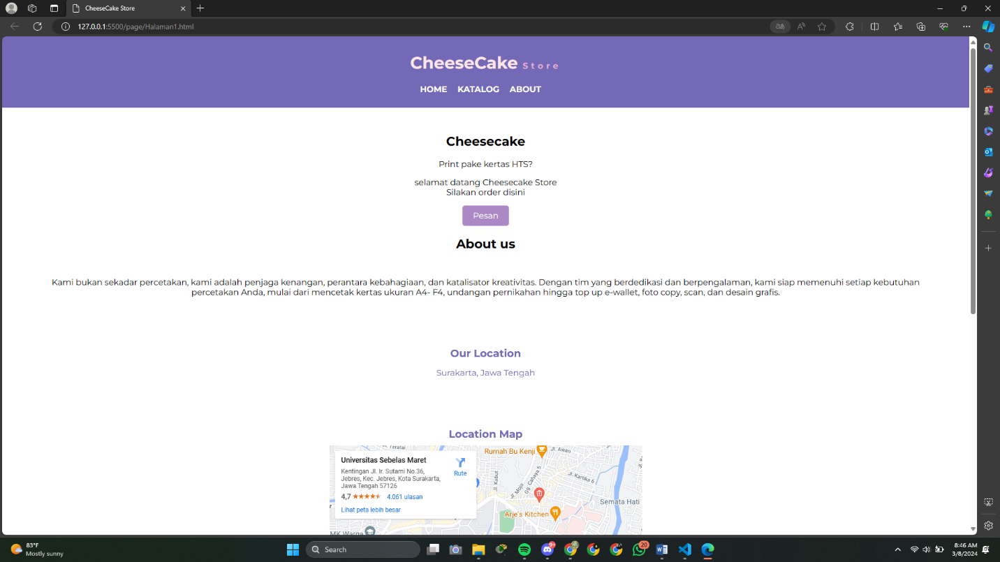 CheeseCake Store
127.0.0.1:5500/page/Halaman1.html
CheeseCake Store
HOME KATALOG ABOUT
Cheesecake
Print pake kertas HTS?
selamat datang Cheesecake Store
Silakan order disini
Pesan
About us
Kami bukan sekadar percetakan, kami adalah penjaga kenangan, perantara kebahagiaan, dan katalisator kreativitas. Dengan tim yang berdedikasi dan berpengalaman, kami siap memenuhi setiap kebutuhan
percetakan Anda, mulai dari mencetak kertas ukuran A4- F4, undangan pernikahan hingga top up e-wallet, foto copy, scan, dan desain grafis.
Our Location
Surakarta, Jawa Tengah
Location Map
Universitas Sebelas Maret
Kentingan Jl. Ir. Sutami No.36,
Jebres, Kec. Jebres, Kota Surakarta,
Jawa Tengah 57126
4,7 4.061 ulasan
Lihat peta lebih besar
Rute
Jl. Teratai
Rumah Bu Kenji
Jl. Awan
Jl. Kabut
Jl. Mojo
Gg. Cahaya 5
Jl. Kartika 6
Semata Hati
Arje's Kitchen
MK Warga
83°F
Mostly sunny
Search
9+
20
8:46 AM
3/8/2024